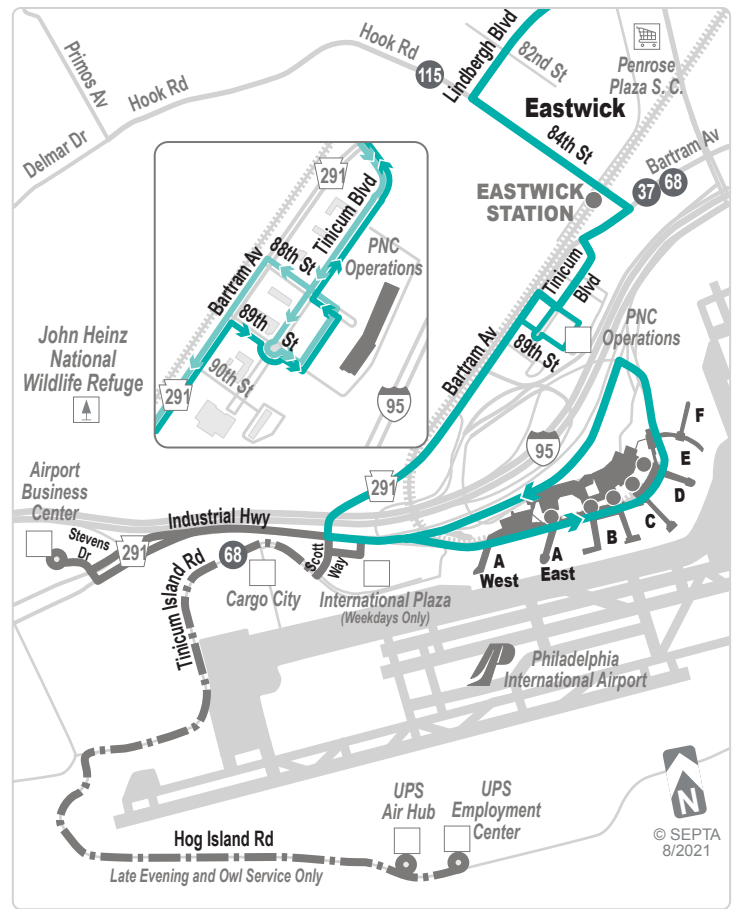 Primos Av
Hook Rd
Hook Rd
Delmar Dr
115
Lindbergh Blvd
82nd St
Penrose
Plaza S. C.
Eastwick
84th St
Bartram Av
37
68
EASTWICK
STATION
Tinicum
Blvd
PNC
Operations
89th St
Bartram Av
291
Tinicum Blvd
88th St
PNC
Operations
Bartram Av
89th St
90th St
291
95
John Heinz
National
Wildlife Refuge
95
F
E
D
C
B
A
East
A
West
291
Airport
Business
Center
Stevens
Dr
291
Industrial Hwy
Tinicum Island Rd
68
Scott
Way
Cargo City
International Plaza
(Weekdays Only)
Philadelphia
International Airport
UPS
Air Hub
UPS
Employment
Center
Hog Island Rd
Late Evening and Owl Service Only
N
© SEPTA
8/2021